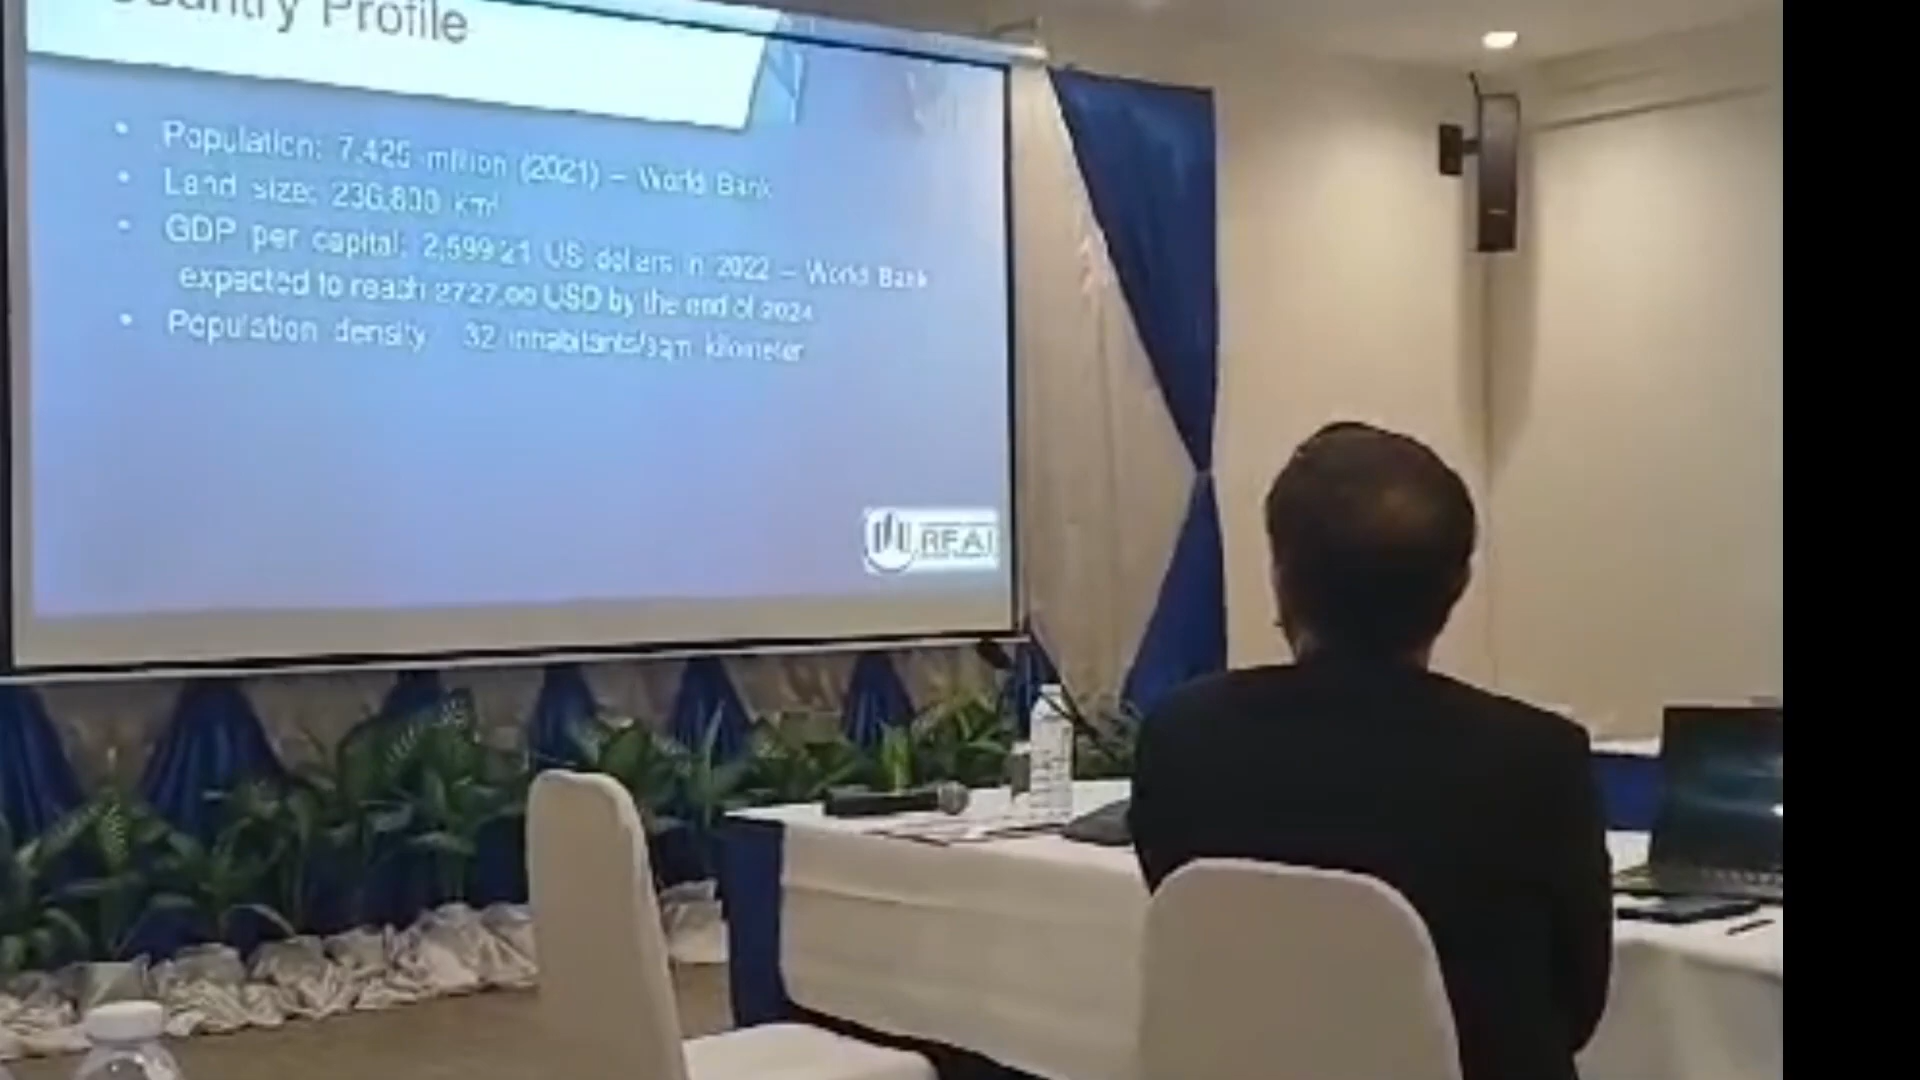 Country Profile
• Population: 7.425 million (2021) – World Bank
• Land size: 236,800 km²
• GDP per capital: 2,599.21 US dollars in 2022 – World Bank
expected to reach 2727.00 USD by the end of 2024
• Population density 32 inhabitants/sqm kilometer